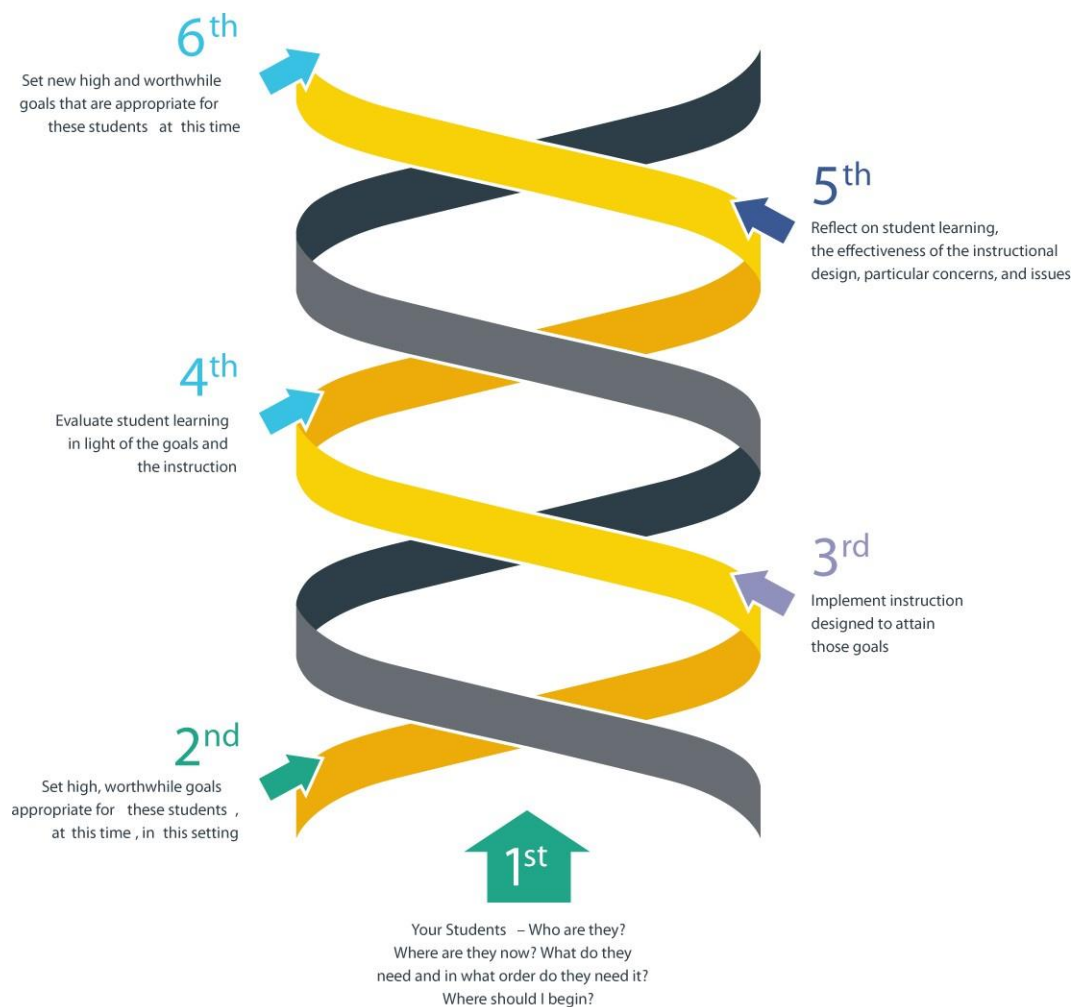 6th
Set new high and worthwhile
goals that are appropriate for
these students at this time
5th
Reflect on student learning,
the effectiveness of the instructional
design, particular concerns, and issues
4th
Evaluate student learning
in light of the goals and
the instruction
3rd
Implement instruction
designed to attain
those goals
2nd
Set high, worthwhile goals
appropriate for these students ,
at this time , in this setting
1st
Your Students – Who are they?
Where are they now? What do they
need and in what order do they need it?
Where should I begin?